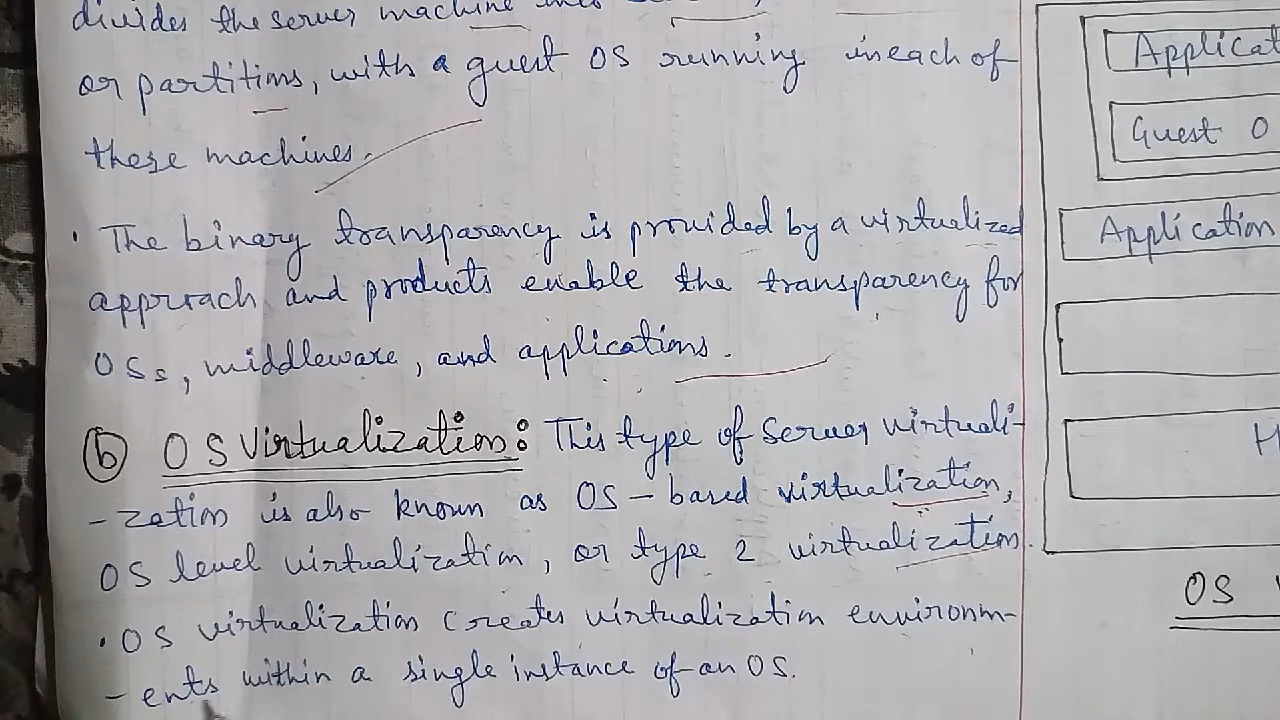 divides the server machine into
or partitims, with a guest OS running in each of
these machines.
• The binary transparency is provided by a virtualized
approach and products enable the transparency for
OSs, middleware, and applications.
(b) OS Virtualization: This type of Server virtuali-
-zation is also known as OS-based virtualization,
OS level virtualization, or type 2 virtualization.
• OS virtualization creates virtualization environm-
-ents within a single instance of an OS.
Applicat
Guest O
Application
H
OS